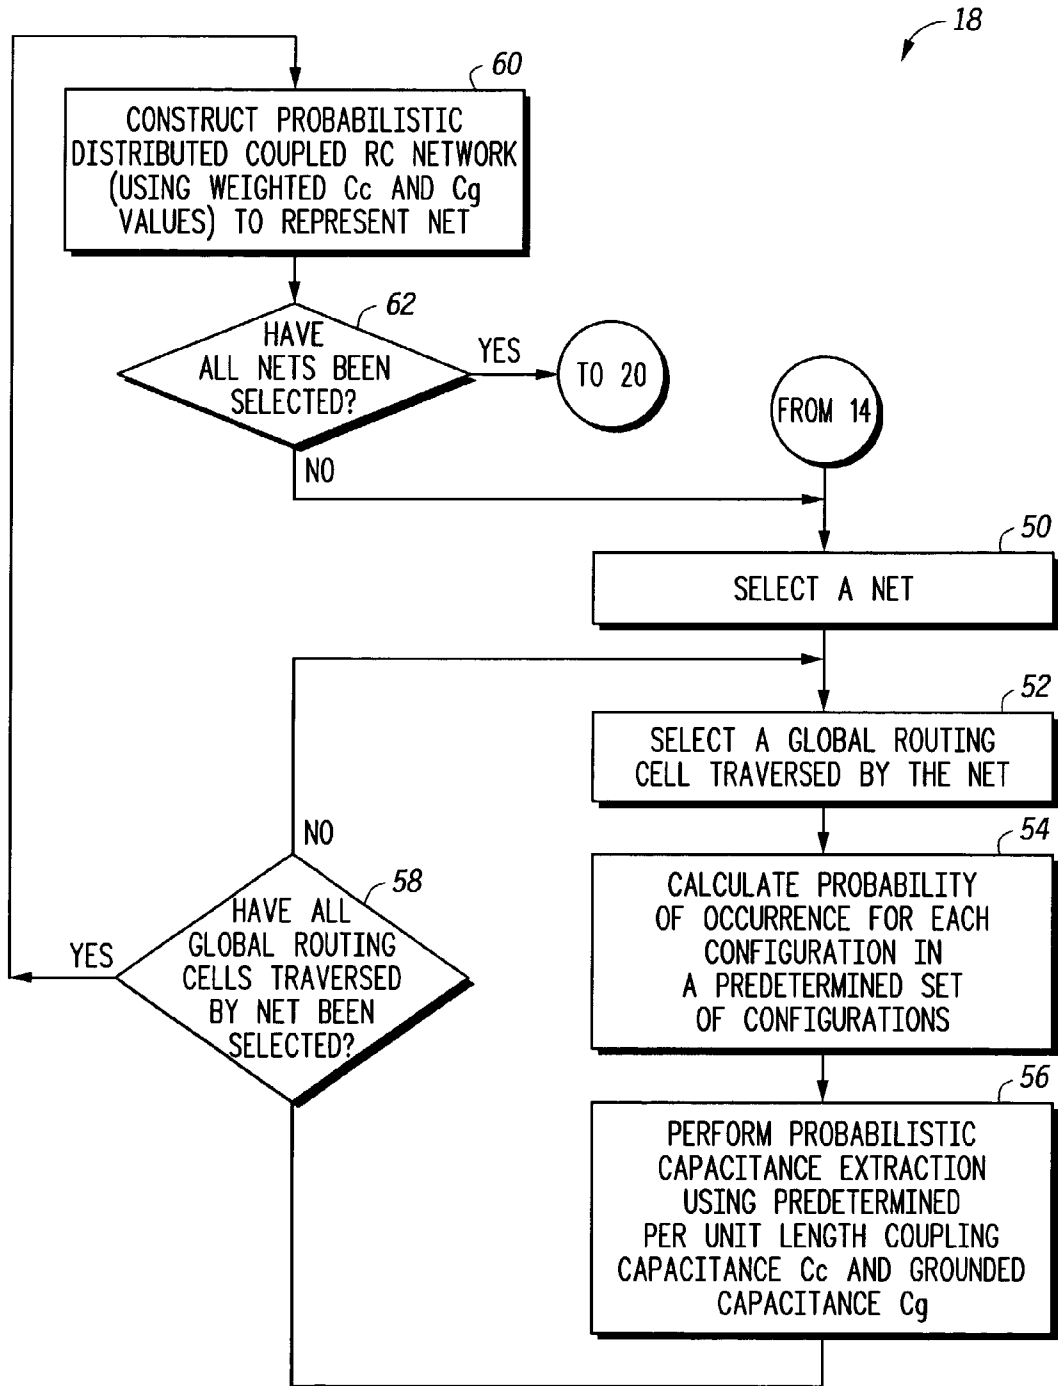 18
60
CONSTRUCT PROBABILISTIC
DISTRIBUTED COUPLED RC NETWORK
(USING WEIGHTED Cc AND Cg
VALUES) TO REPRESENT NET
62
HAVE
ALL NETS BEEN
SELECTED?
YES
TO 20
FROM 14
NO
50
SELECT A NET
52
SELECT A GLOBAL ROUTING
CELL TRAVERSED BY THE NET
54
CALCULATE PROBABILITY
OF OCCURRENCE FOR EACH
CONFIGURATION IN
A PREDETERMINED SET
OF CONFIGURATIONS
56
PERFORM PROBABILISTIC
CAPACITANCE EXTRACTION
USING PREDETERMINED
PER UNIT LENGTH COUPLING
CAPACITANCE Cc AND GROUNDED
CAPACITANCE Cg
58
HAVE ALL
GLOBAL ROUTING
CELLS TRAVERSED
BY NET BEEN
SELECTED?
NO
YES